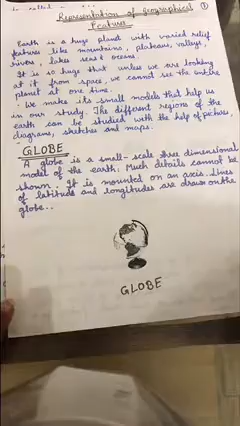 Representation of geographical ①
Features
Earth is a huge planet with varied relief
features like mountains, plateaus, valleys,
rivers, lakes seas & oceans.
It is so huge that unless we are looking
at it from space, we cannot see the entire
planet at one time.
We make its small models that help us
in our study. The different regions of the
earth can be studied with the help of picture,
diagrams, sketches and maps.
GLOBE
A globe is a small-scale three dimensional
model of the earth. Much details cannot be
shown. It is mounted on an axis. Lines
of latitude and longitudes are drawn on the
globe..
GLOBE